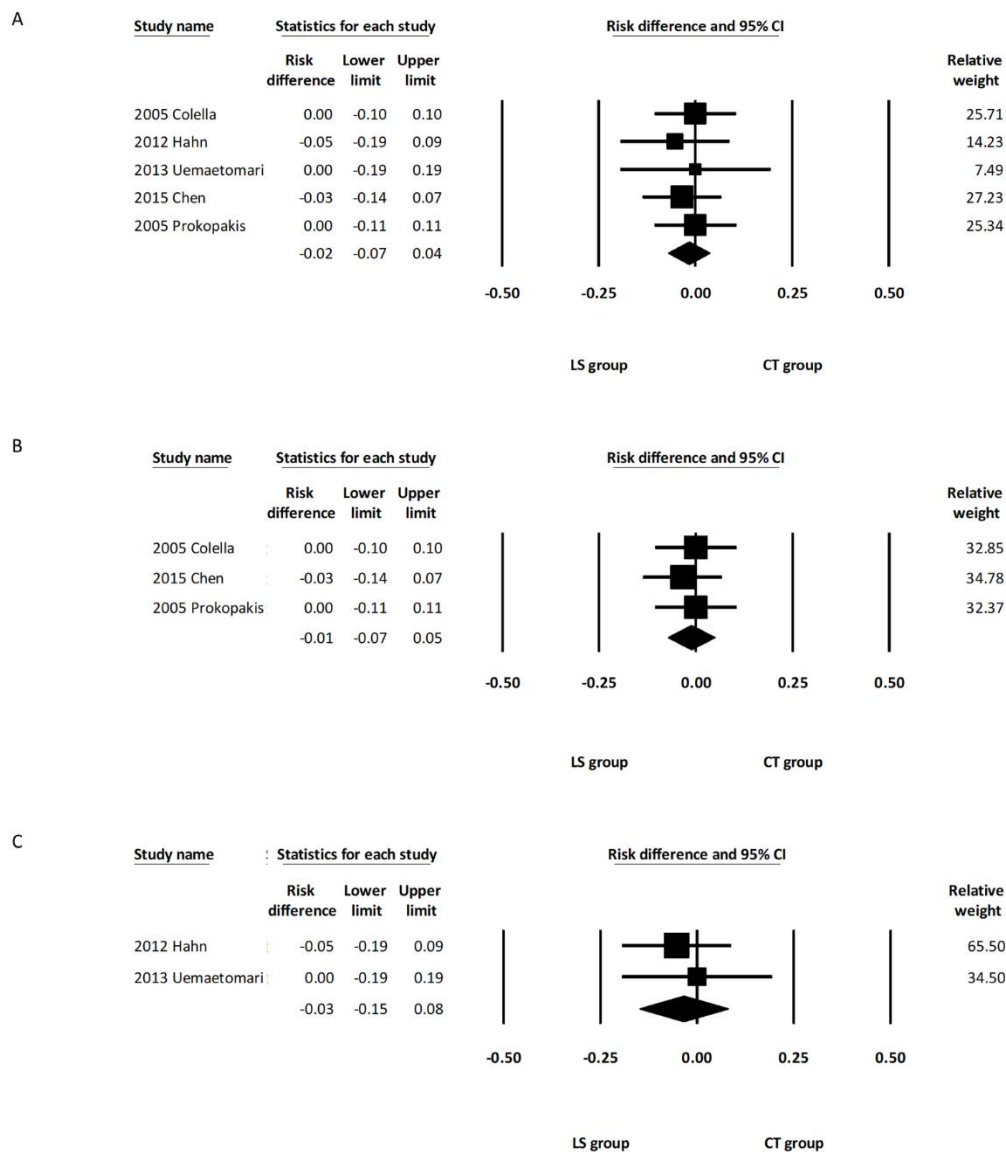 A
Study name Statistics for each study Risk difference and 95% CI
Risk difference Lower limit Upper limit Relative weight
2005 Colella 0.00 -0.10 0.10 25.71
2012 Hahn -0.05 -0.19 0.09 14.23
2013 Uemaetomari 0.00 -0.19 0.19 7.49
2015 Chen -0.03 -0.14 0.07 27.23
2005 Prokopakis 0.00 -0.11 0.11 25.34
-0.02 -0.07 0.04
-0.50 -0.25 0.00 0.25 0.50
LS group CT group
B
Study name Statistics for each study Risk difference and 95% CI
Risk difference Lower limit Upper limit Relative weight
2005 Colella 0.00 -0.10 0.10 32.85
2015 Chen -0.03 -0.14 0.07 34.78
2005 Prokopakis 0.00 -0.11 0.11 32.37
-0.01 -0.07 0.05
-0.50 -0.25 0.00 0.25 0.50
LS group CT group
C
Study name Statistics for each study Risk difference and 95% CI
Risk difference Lower limit Upper limit Relative weight
2012 Hahn -0.05 -0.19 0.09 65.50
2013 Uemaetomari 0.00 -0.19 0.19 34.50
-0.03 -0.15 0.08
-0.50 -0.25 0.00 0.25 0.50
LS group CT group